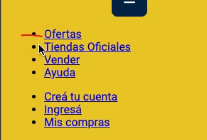 Ofertas
Tiendas Oficiales
Vender
Ayuda
Creá tu cuenta
Ingresá
Mis compras